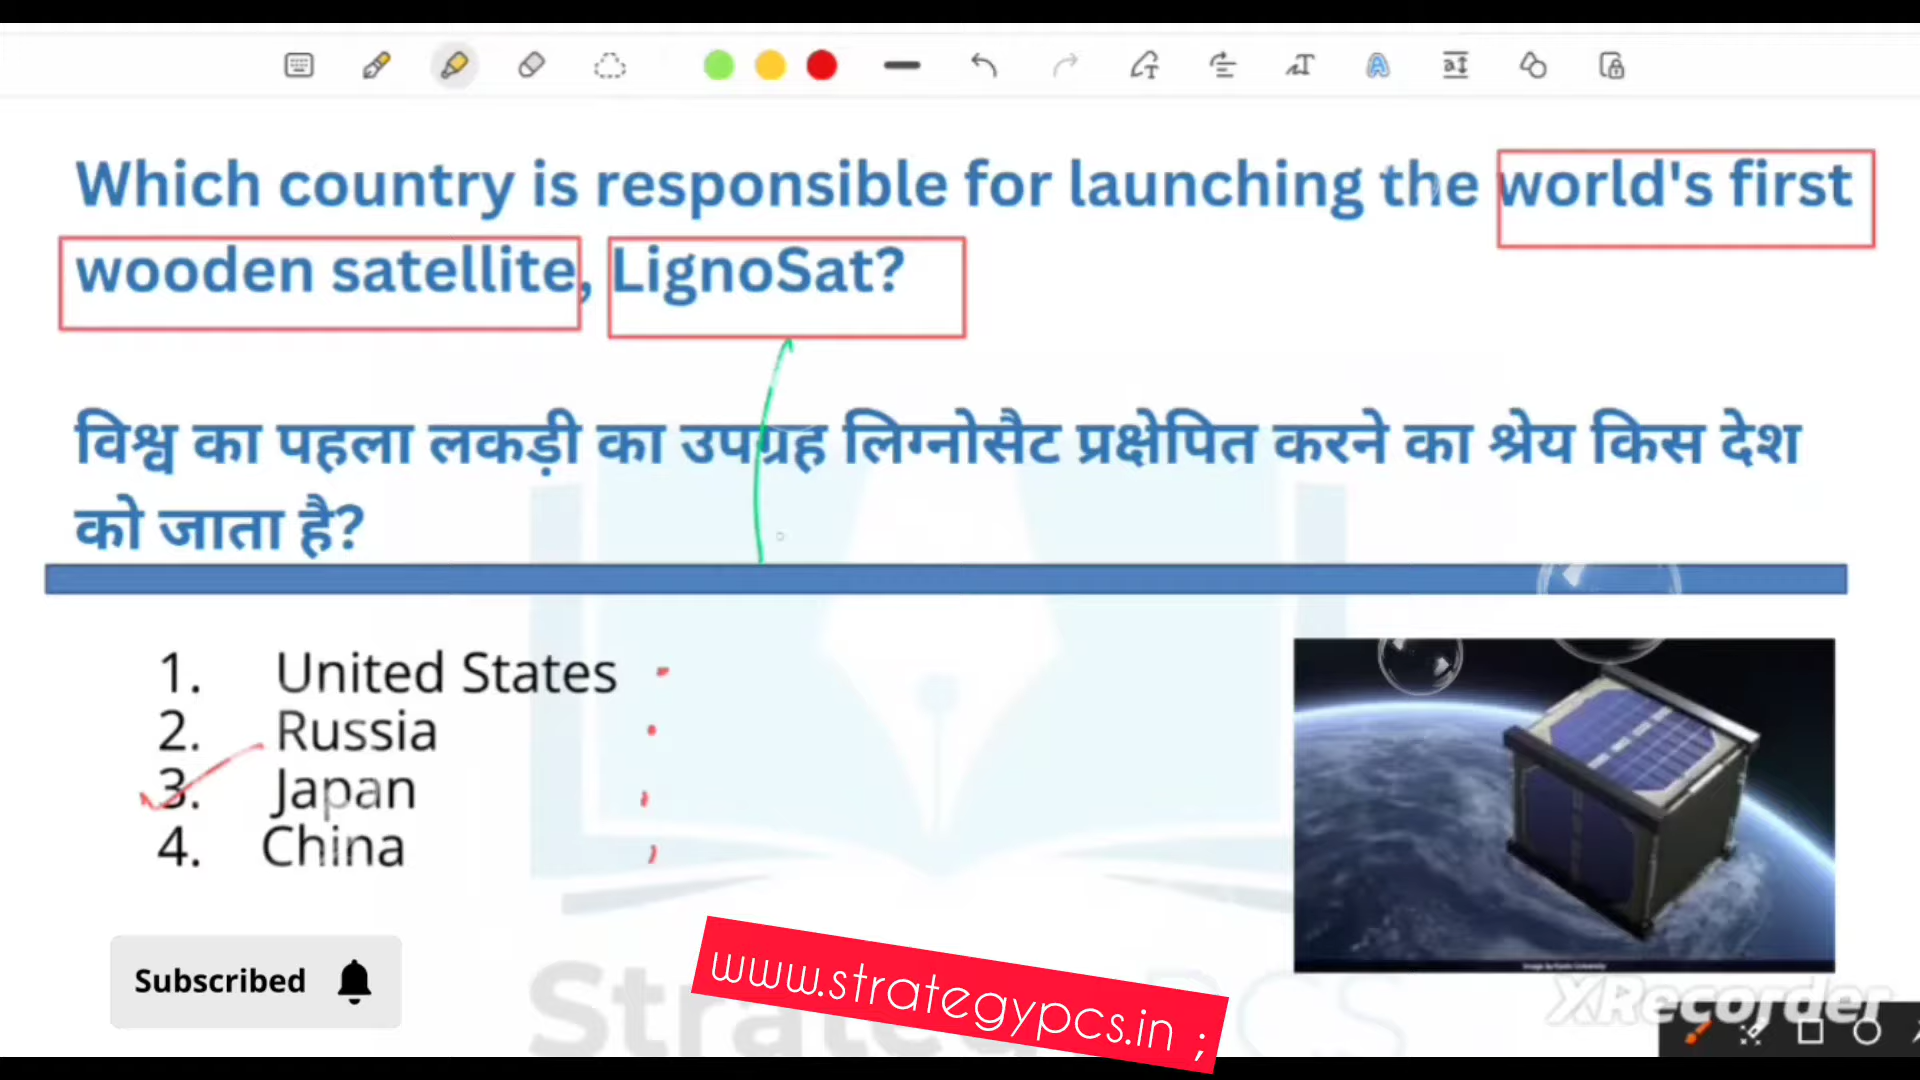 Which country is responsible for launching the world's first
wooden satellite, LignoSat?
विश्व का पहला लकड़ी का उपग्रह लिग्नोसैट प्रक्षेपित करने का श्रेय किस देश
को जाता है?
1. United States
2. Russia
3. Japan
4. China
Subscribed
www.strategypcs.in ;
XRecorder